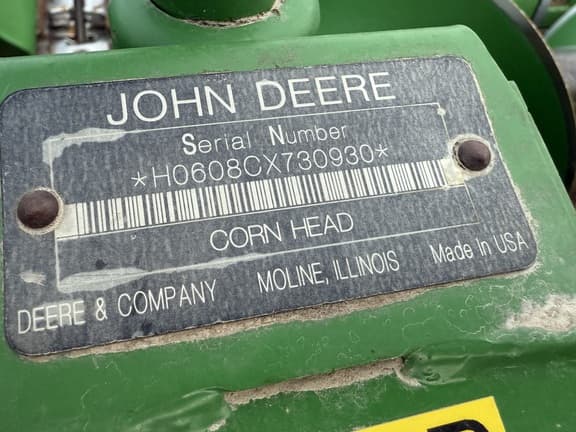 JOHN DEERE
Serial Number
*H0608CX730930*
CORN HEAD
DEERE & COMPANY MOLINE, ILLINOIS Made In USA